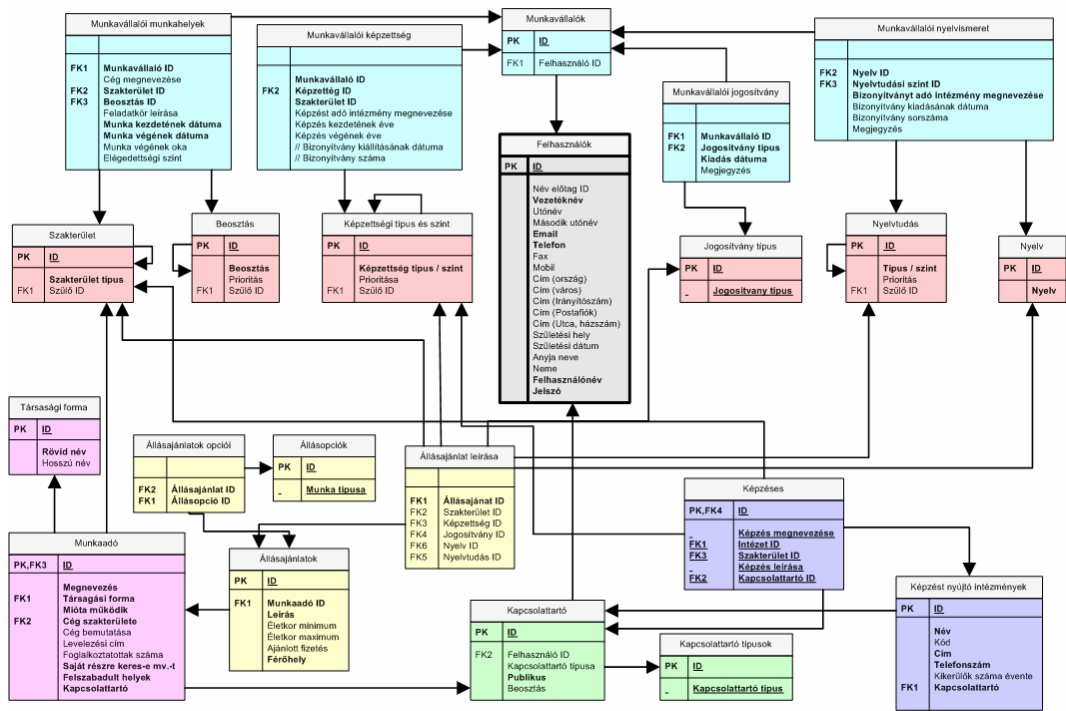 Munkavállalói munkahelyek
FK1 Munkavállaló ID
Cég megnevezése
FK2 Szakterület ID
FK3 Beosztás ID
Feladatkör leírása
Munka kezdetének dátuma
Munka végének dátuma
Munka végének oka
Elégedettségi szint
Munkavállalói képzettség
Munkavállaló ID
FK2 Képzettég ID
Szakterület ID
Képzést adó intézmény megnevezése
Képzés kezdetének éve
Képzés végének éve
// Bizonyítvány kiállításának dátuma
// Bizonyítvány száma
Munkavállalók
PK ID
FK1 Felhasználó ID
Munkavállalói jogosítvány
FK1 Munkavállaló ID
FK2 Jogosítvány típus
Kiadás dátuma
Megjegyzés
Munkavállalói nyelvismeret
FK2 Nyelv ID
FK3 Nyelvtudási szint ID
Bizonyítványt adó intézmény megnevezése
Bizonyítvány kiadásának dátuma
Bizonyítvány sorszáma
Megjegyzés
Felhasználók
PK ID
Név előtag ID
Vezetéknév
Utónév
Második utónév
Email
Telefon
Fax
Mobil
Cím (ország)
Cím (város)
Cím (Irányítószám)
Cím (Postafiók)
Cím (Utca, házszám)
Születési hely
Születési dátum
Anyja neve
Neme
Felhasználónév
Jelszó
Szakterület
PK ID
Szakterület típus
FK1 Szülő ID
Beosztás
PK ID
Beosztás
Prioritás
FK1 Szülő ID
Képzettségi típus és szint
PK ID
Képzettség típus / szint
Prioritása
FK1 Szülő ID
Jogosítvány típus
PK ID
_ Jogosítvany típus
Nyelvtudás
PK ID
Típus / szint
Prioritás
FK1 Szülő ID
Nyelv
PK ID
Nyelv
Társasági forma
PK ID
Rövid név
Hosszú név
Állásajánlatok opciói
FK2 Állásajánlat ID
FK1 Állásopció ID
Állásopciók
PK ID
_ Munka típusa
Állásajánlat leírása
FK1 Állásajánat ID
FK2 Szakterület ID
FK3 Képzettség ID
FK4 Jogosítvány ID
FK6 Nyelv ID
FK5 Nyelvtudás ID
Képzéses
PK,FK4 ID
_ Képzés megnevezése
FK1 Intézet ID
FK3 Szakterület ID
_ Képzés leírása
FK2 Kapcsolattartó ID
Munkaadó
PK,FK3 ID
Megnevezés
FK1 Társasági forma
Mióta működik
FK2 Cég szakterülete
Cég bemutatása
Levelezési cím
Foglalkoztatottak száma
Saját részre keres-e mv.-t
Felszabadult helyek
Kapcsolattartó
Állásajánlatok
PK ID
FK1 Munkaadó ID
Leírás
Életkor minimum
Életkor maximum
Ajánlott fizetés
Férőhely
Kapcsolattartó
PK ID
FK2 Felhasználó ID
Kapcsolattartó típusa
Publikus
Beosztás
Kapcsolattartó típusok
PK ID
_ Kapcsolattartó típus
Képzést nyújtó intézmények
PK ID
Név
Kód
Cím
Telefonszám
Kikerülők száma évente
FK1 Kapcsolattartó